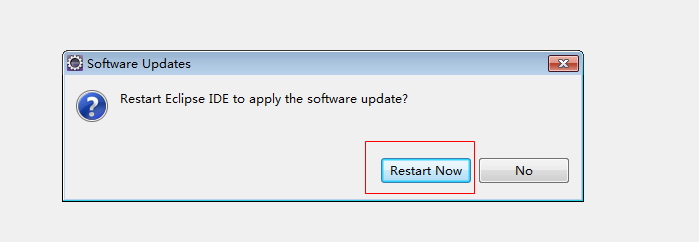 Software Updates
Restart Eclipse IDE to apply the software update?
Restart Now
No